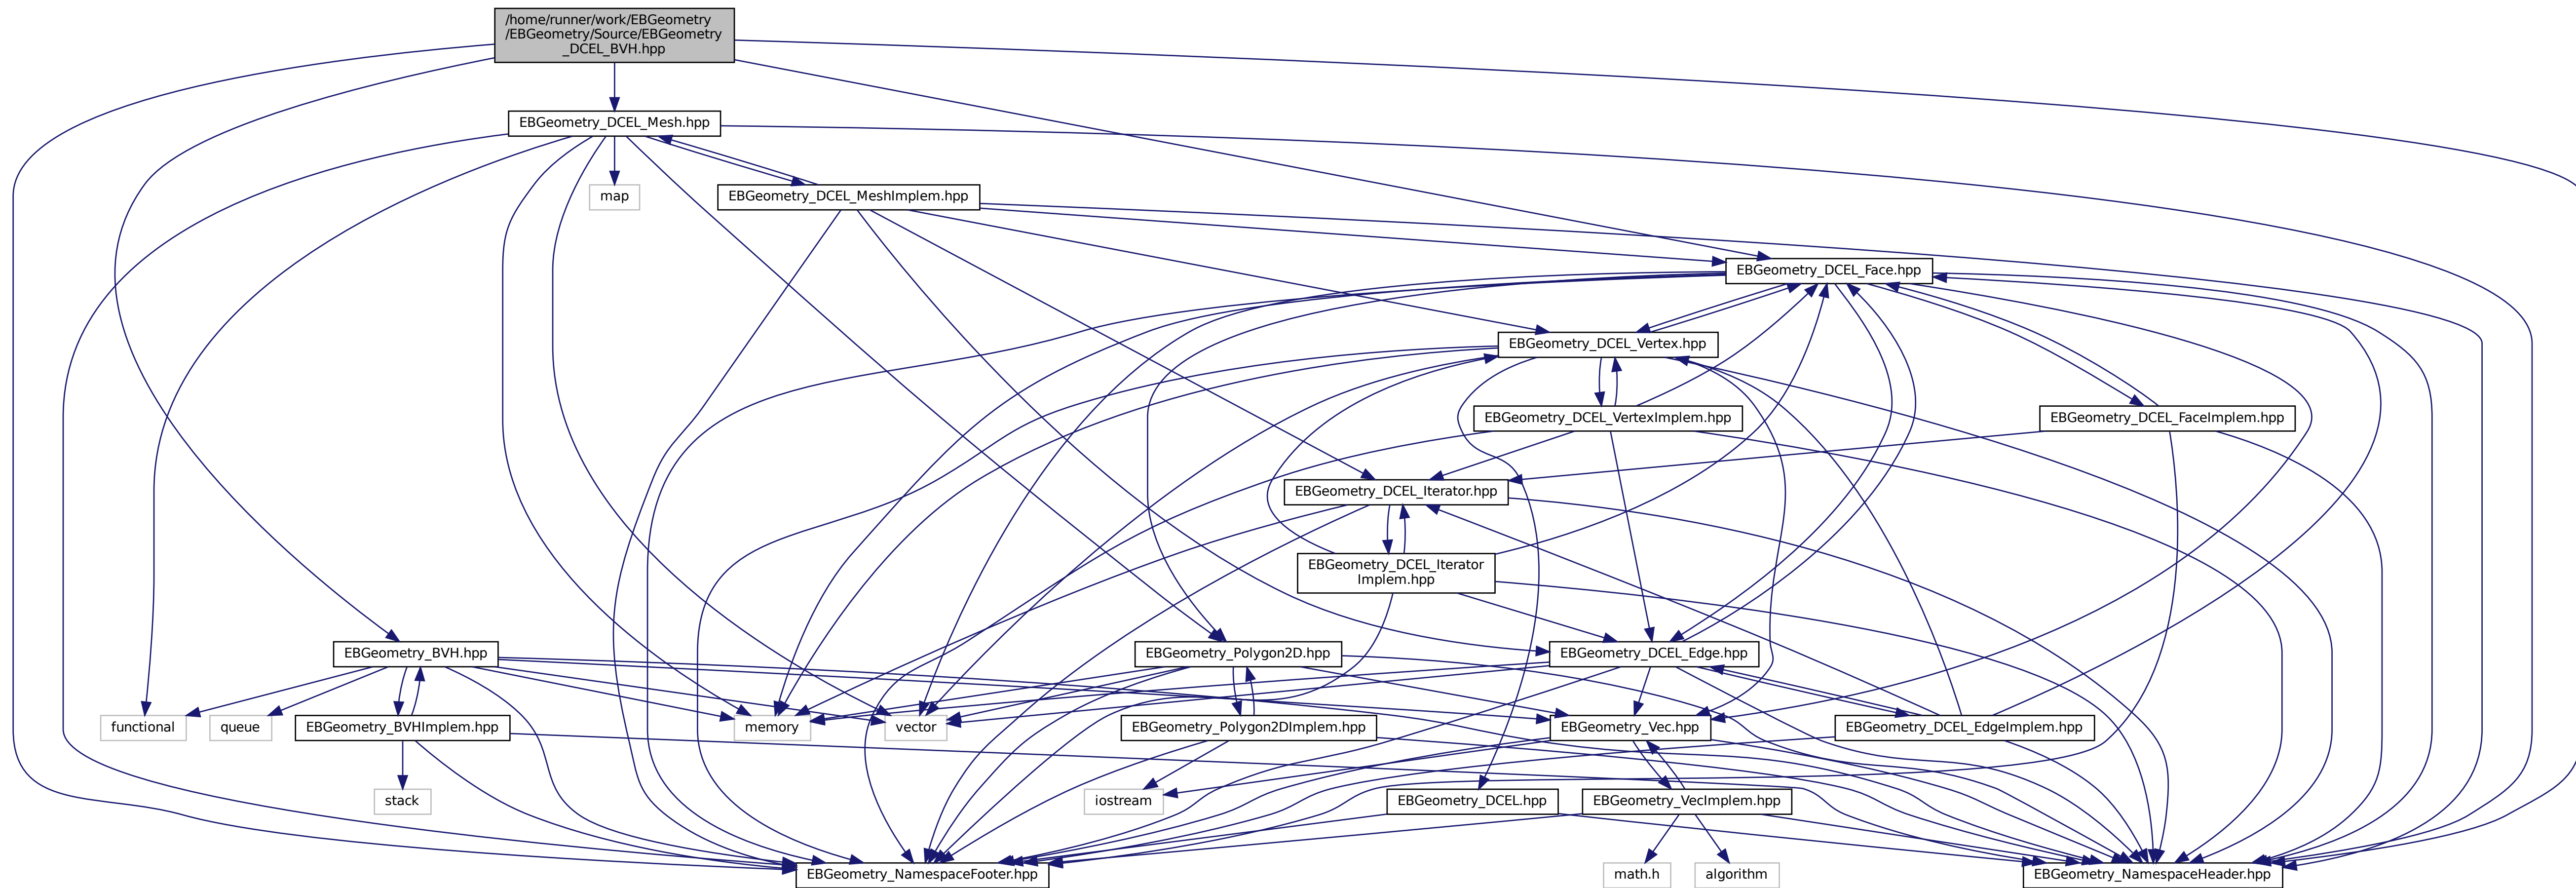 /home/runner/work/EBGeometry
/EBGeometry/Source/EBGeometry
_DCEL_BVH.hpp
EBGeometry_DCEL_Mesh.hpp
map
EBGeometry_DCEL_MeshImplem.hpp
EBGeometry_DCEL_Face.hpp
EBGeometry_DCEL_Vertex.hpp
EBGeometry_DCEL_VertexImplem.hpp
EBGeometry_DCEL_FaceImplem.hpp
EBGeometry_DCEL_Iterator.hpp
EBGeometry_DCEL_Iterator
Implem.hpp
EBGeometry_BVH.hpp
EBGeometry_Polygon2D.hpp
EBGeometry_DCEL_Edge.hpp
functional
queue
EBGeometry_BVHImplem.hpp
memory
vector
EBGeometry_Polygon2DImplem.hpp
EBGeometry_Vec.hpp
EBGeometry_DCEL_EdgeImplem.hpp
stack
iostream
EBGeometry_DCEL.hpp
EBGeometry_VecImplem.hpp
EBGeometry_NamespaceFooter.hpp
math.h
algorithm
EBGeometry_NamespaceHeader.hpp